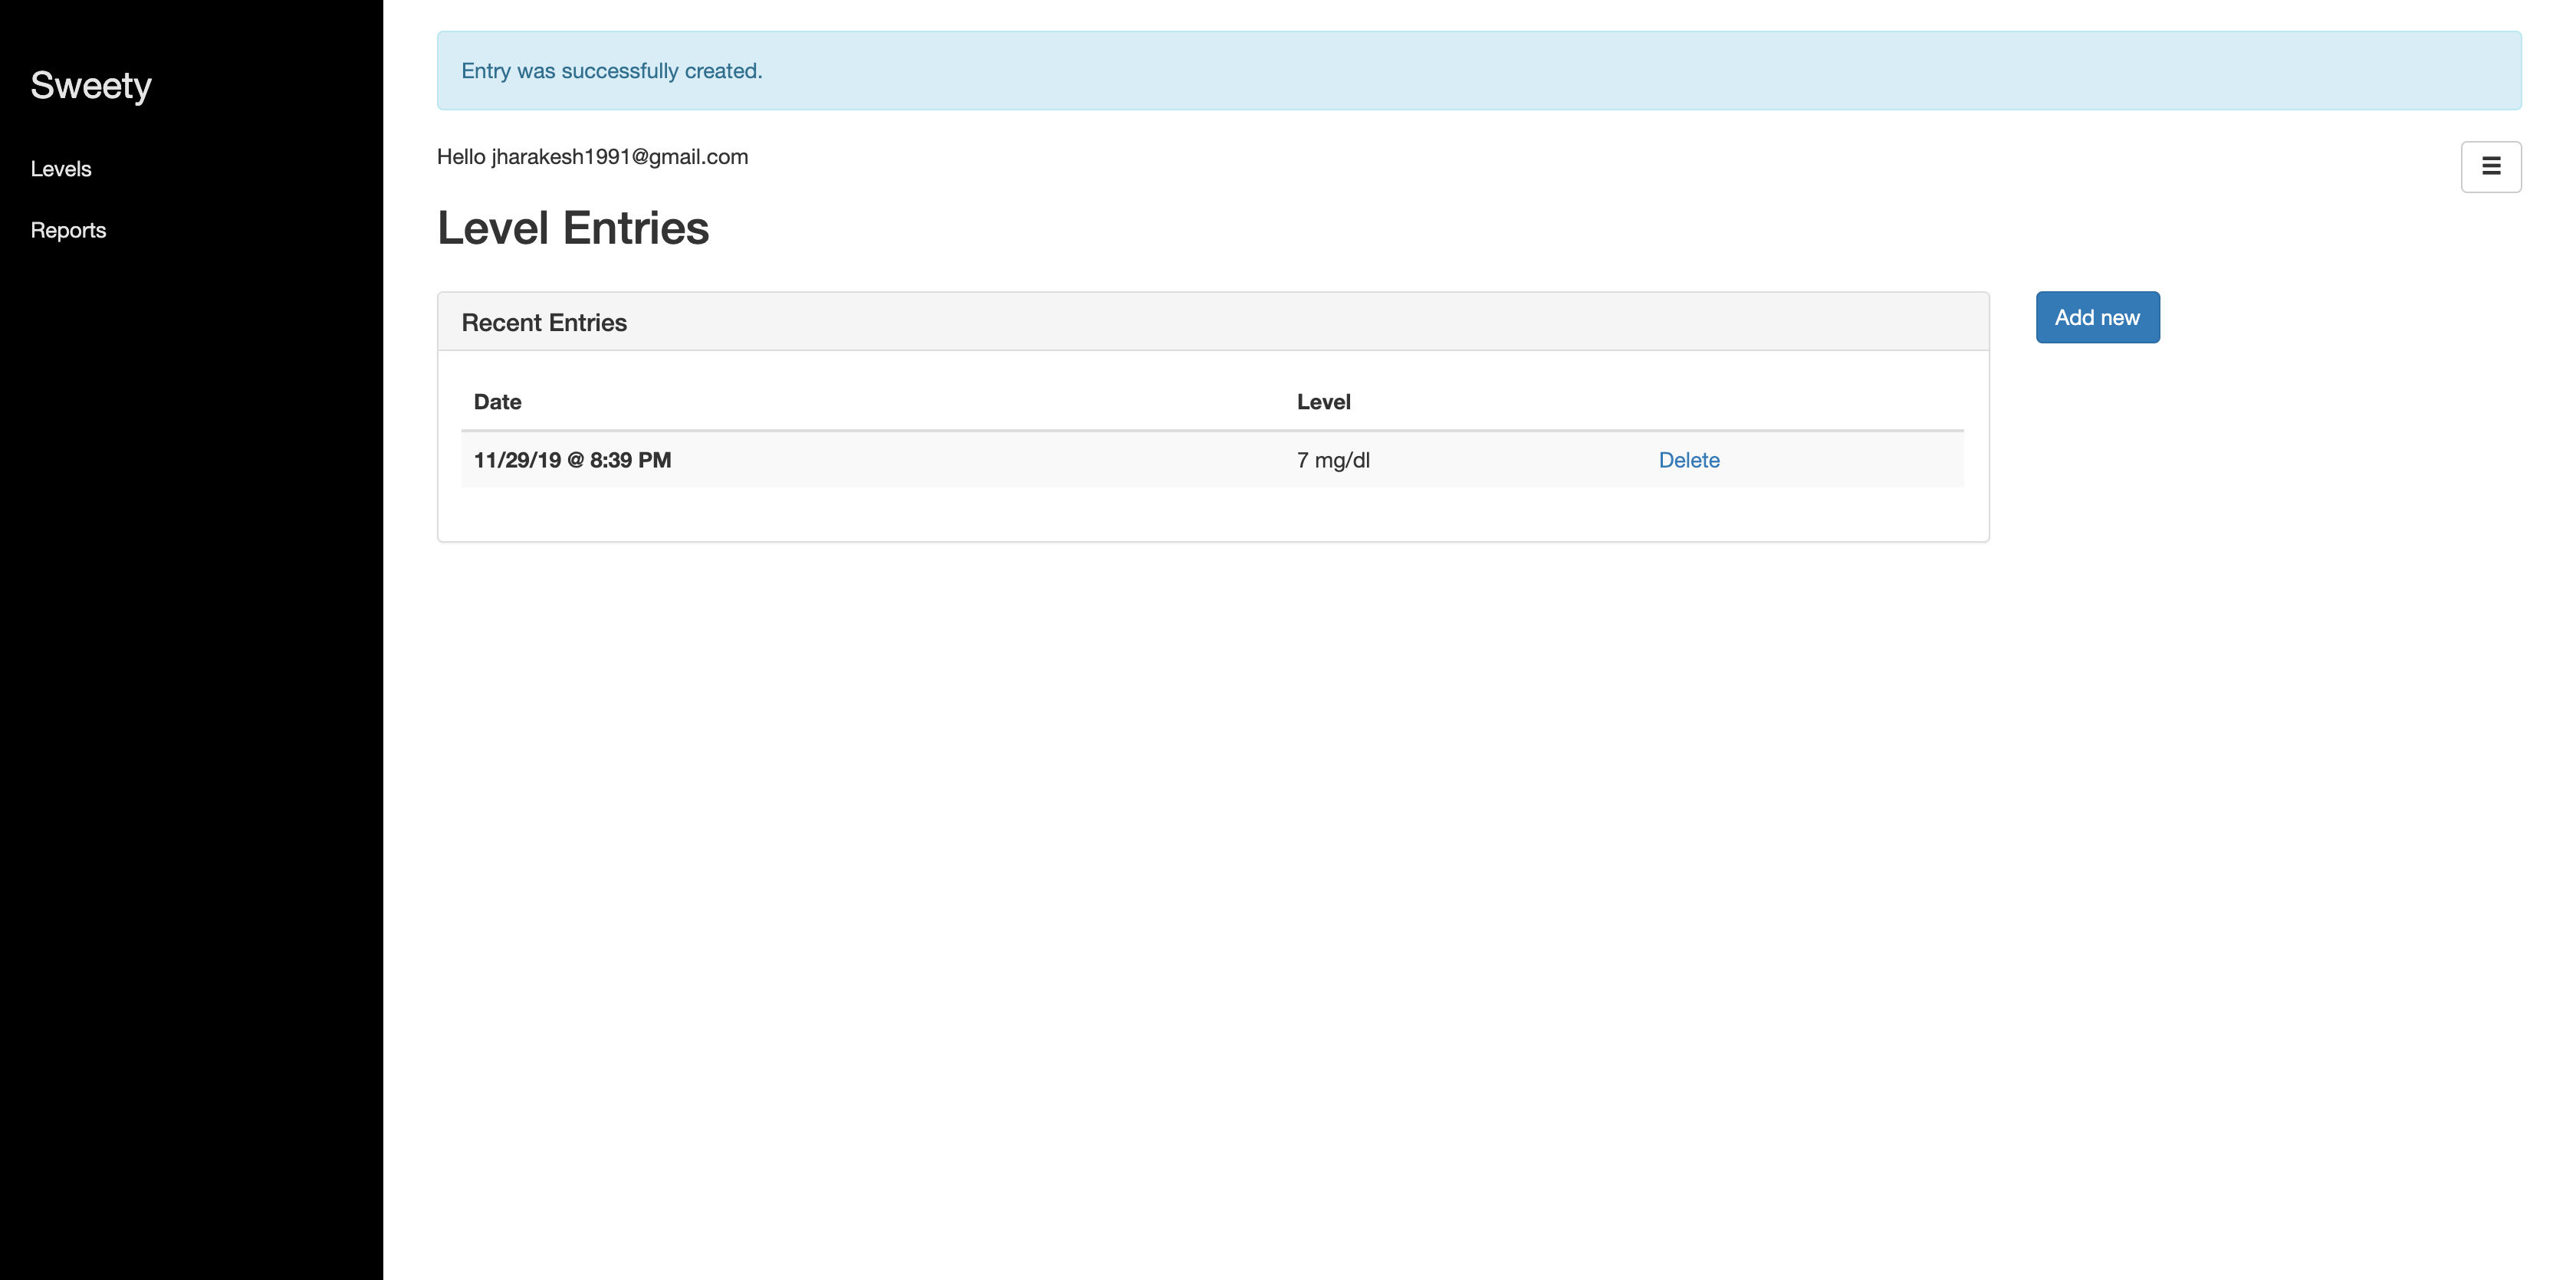 Sweety
Levels
Reports
Entry was successfully created.
Hello jharakesh1991@gmail.com
Level Entries
Recent Entries
Add new
Date Level
11/29/19 @ 8:39 PM 7 mg/dl Delete